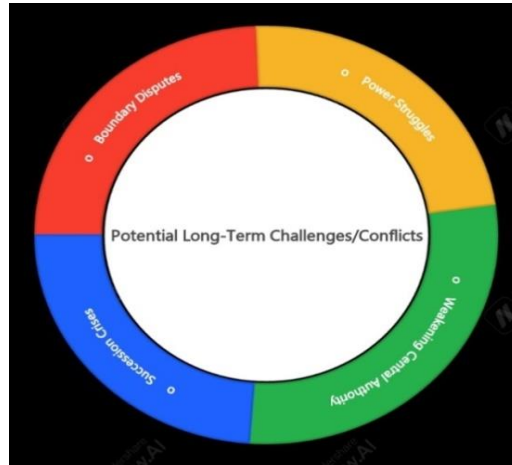 Boundary Disputes
Power Struggles
Potential Long-Term Challenges/Conflicts
Succession Crises
Weakening Central Authority